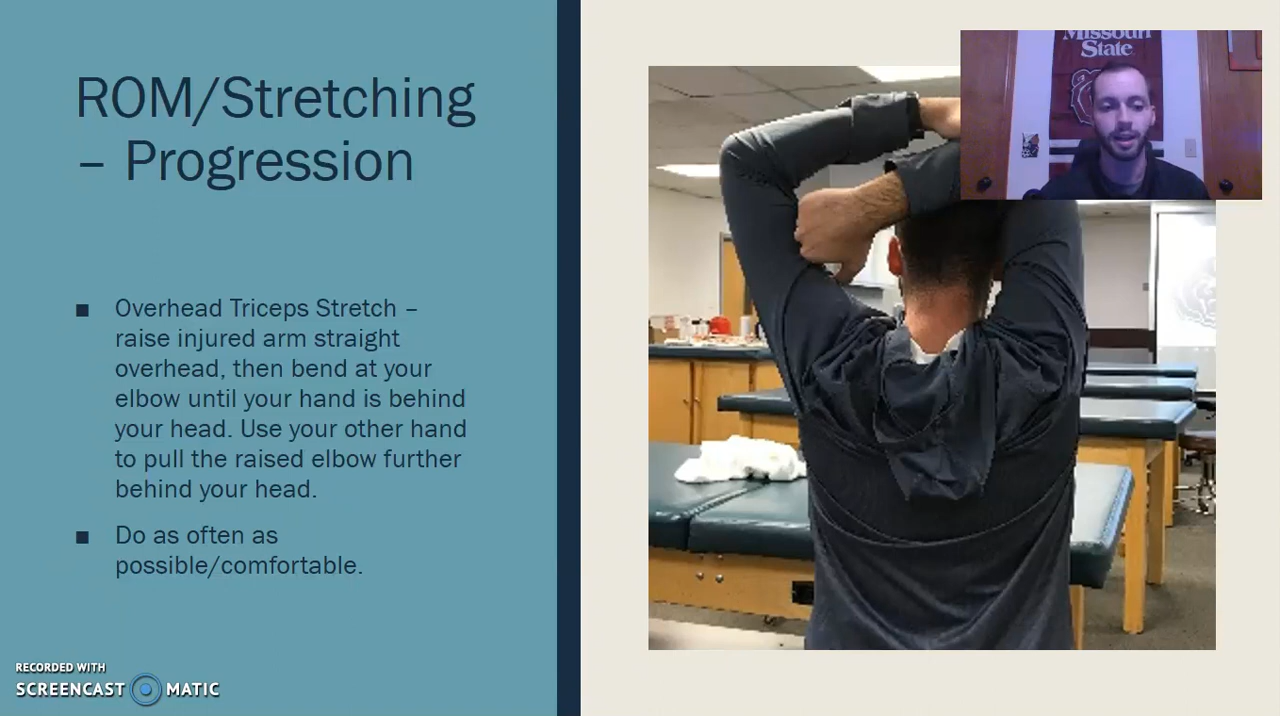 ROM/Stretching
– Progression
■ Overhead Triceps Stretch –
raise injured arm straight
overhead, then bend at your
elbow until your hand is behind
your head. Use your other hand
to pull the raised elbow further
behind your head.
■ Do as often as
possible/comfortable.
Missouri
State
RECORDED WITH
SCREENCAST MATIC